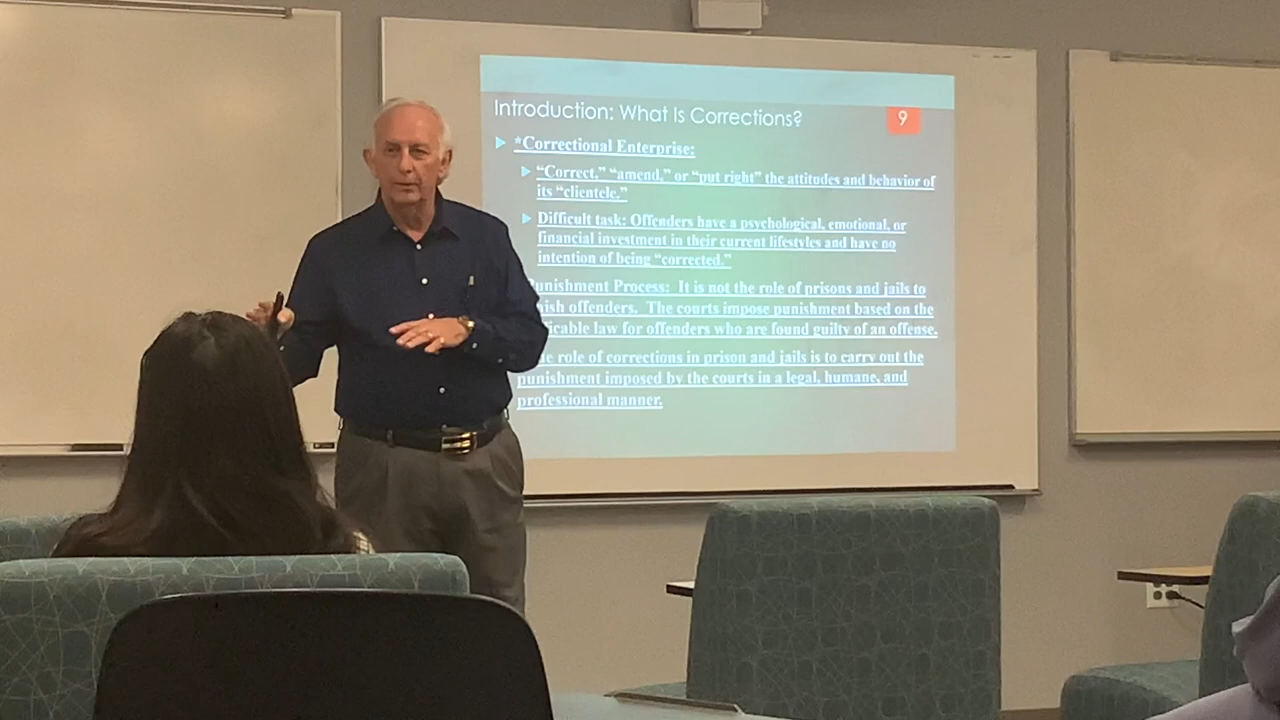 Introduction: What Is Corrections?
9
*Correctional Enterprise:
“Correct,” “amend,” or “put right” the attitudes and behavior of
its “clientele.”
Difficult task: Offenders have a psychological, emotional, or
financial investment in their current lifestyles and have no
intention of being “corrected.”
Process: It is not the role of prisons and jails to
offenders. The courts impose punishment based on the
law for offenders who are found guilty of an offense.
role of corrections in prison and jails is to carry out the
punishment imposed by the courts in a legal, humane, and
professional manner.